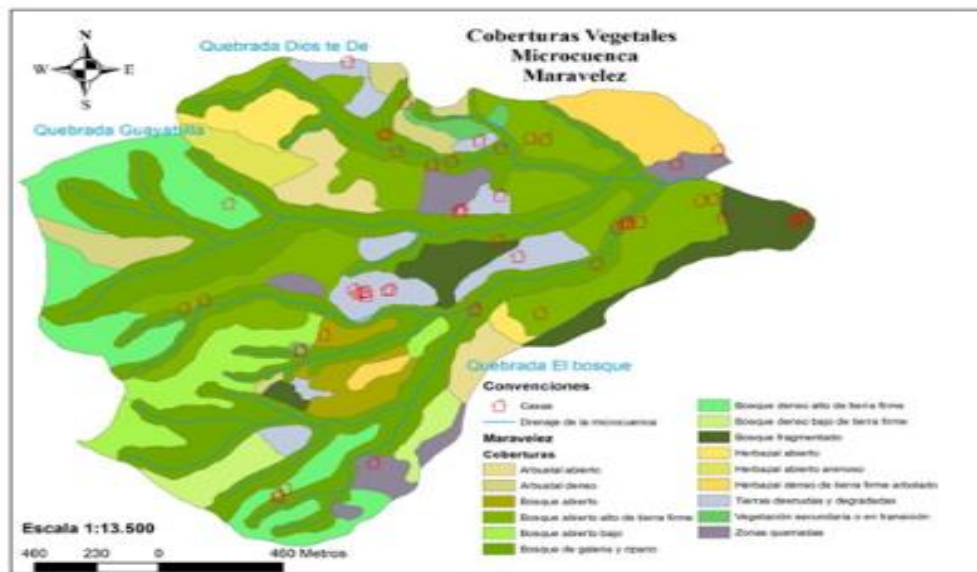 Coberturas Vegetales
Microcuenca
Maravelez
N
W E
S
Quebrada Dios te De
Quebrada Guayabilla
Quebrada El bosque
Convenciones
Casas
Drenaje de la microcuenca
Maravelez
Coberturas
Arbustal abierto
Arbustal denso
Bosque abierto
Bosque abierto alto de tierra firme
Bosque abierto bajo
Bosque de galeria y ripario
Bosque denso alto de tierra firme
Bosque denso bajo de tierra firme
Bosque fragmentado
Herbazal abierto
Herbazal abierto arenoso
Herbazal denso de tierra firme arbolado
Tierras desnudas y degradadas
Vegetación secundaria o en transición
Zonas quemadas
Escala 1:13.500
460 230 0 460 Metros